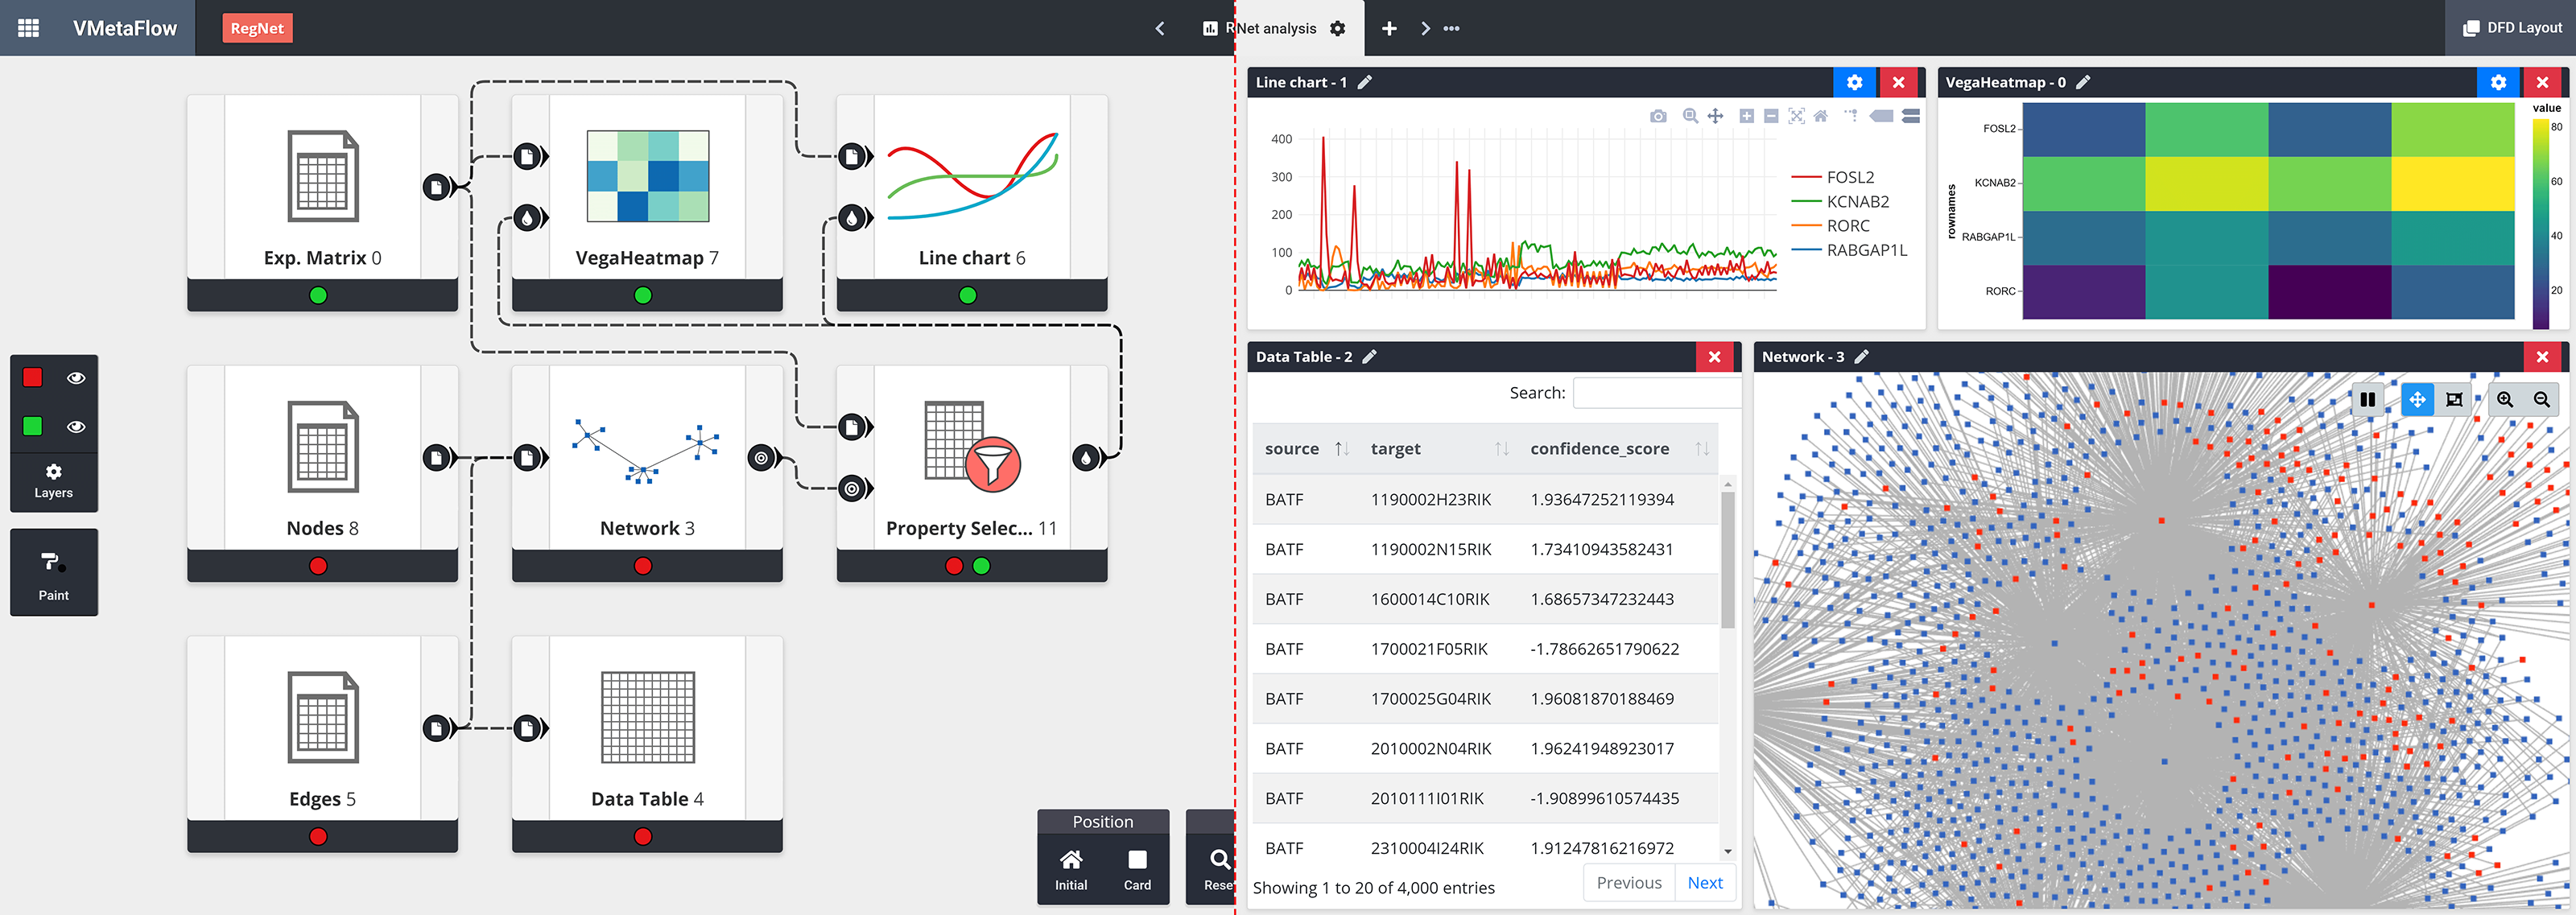 VMetaFlow
RegNet
Net analysis
DFD Layout
Exp. Matrix 0
VegaHeatmap 7
Line chart 6
Nodes 8
Network 3
Property Selec... 11
Edges 5
Data Table 4
Layers
Paint
Position
Initial
Card
Rese
Line chart - 1
400
300
200
100
0
FOSL2
KCNAB2
RORC
RABGAP1L
VegaHeatmap - 0
rownames
FOSL2
KCNAB2
RABGAP1L
RORC
value
80
60
40
20
Data Table - 2
Search:
source target confidence_score
BATF 1190002H23RIK 1.93647252119394
BATF 1190002N15RIK 1.73410943582431
BATF 1600014C10RIK 1.68657347232443
BATF 1700021F05RIK -1.78662651790622
BATF 1700025G04RIK 1.96081870188469
BATF 2010002N04RIK 1.96241948923017
BATF 2010111I01RIK -1.90899610574435
BATF 2310004I24RIK 1.91247816216972
Showing 1 to 20 of 4,000 entries
Previous Next
Network - 3